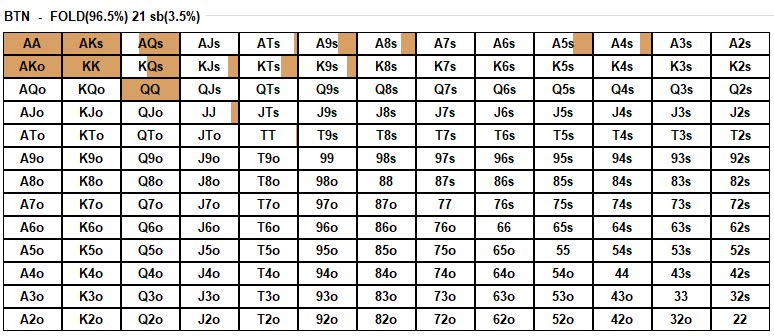 BTN - FOLD(96.5%) 21 sb(3.5%)
AA AKs AQs AJs ATs A9s A8s A7s A6s A5s A4s A3s A2s
AKo KK KQs KJs KTs K9s K8s K7s K6s K5s K4s K3s K2s
AQo KQo QQ QJs QTs Q9s Q8s Q7s Q6s Q5s Q4s Q3s Q2s
AJo KJo QJo JJ JTs J9s J8s J7s J6s J5s J4s J3s J2s
ATo KTo QTo JTo TT T9s T8s T7s T6s T5s T4s T3s T2s
A9o K9o Q9o J9o T9o 99 98s 97s 96s 95s 94s 93s 92s
A8o K8o Q8o J8o T8o 98o 88 87s 86s 85s 84s 83s 82s
A7o K7o Q7o J7o T7o 97o 87o 77 76s 75s 74s 73s 72s
A6o K6o Q6o J6o T6o 96o 86o 76o 66 65s 64s 63s 62s
A5o K5o Q5o J5o T5o 95o 85o 75o 65o 55 54s 53s 52s
A4o K4o Q4o J4o T4o 94o 84o 74o 64o 54o 44 43s 42s
A3o K3o Q3o J3o T3o 93o 83o 73o 63o 53o 43o 33 32s
A2o K2o Q2o J2o T2o 92o 82o 72o 62o 52o 42o 32o 22